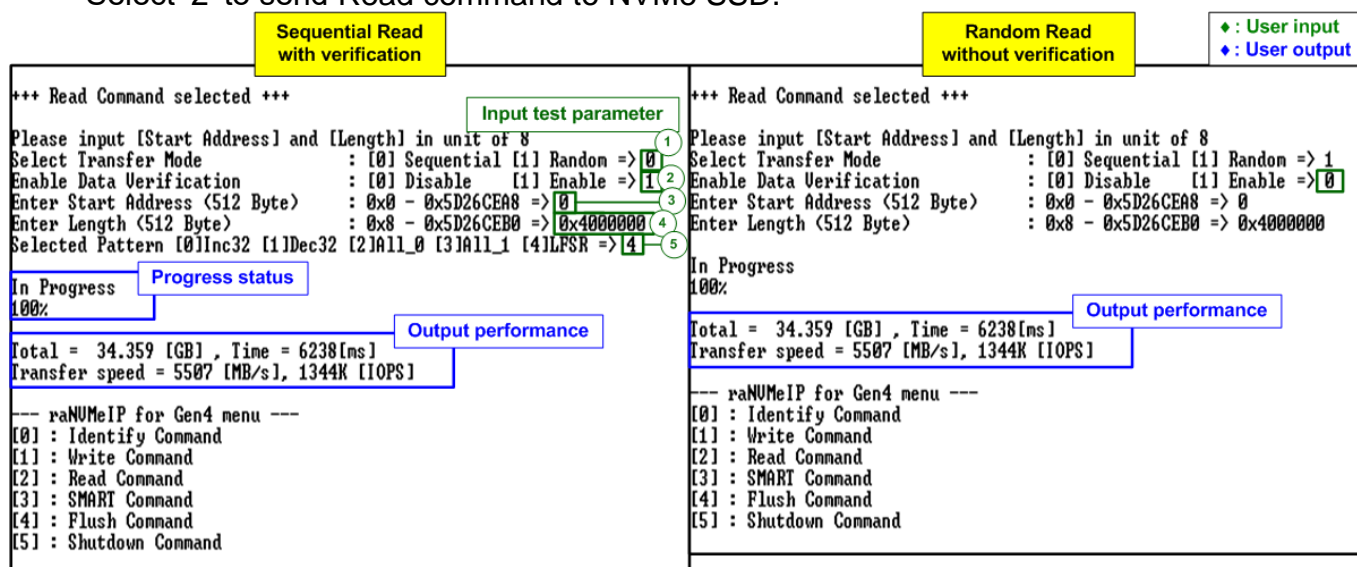 Select '2' to send Read command to NVMe SSD.
Sequential Read
with verification
Random Read
without verification
♦ : User input
♦ : User output
+++ Read Command selected +++
Input test parameter
Please input [Start Address] and [Length] in unit of 8
Select Transfer Mode : [0] Sequential [1] Random => 0 1
Enable Data Verification : [0] Disable [1] Enable => 1 2
Enter Start Address (512 Byte) : 0x0 - 0x5D26CEA8 => 0 3
Enter Length (512 Byte) : 0x8 - 0x5D26CEB0 => 0x4000000 4
Selected Pattern [0]Inc32 [1]Dec32 [2]All_0 [3]All_1 [4]LFSR => 4 5
In Progress
Progress status
100%
Output performance
Total = 34.359 [GB] , Time = 6238[ms]
Transfer speed = 5507 [MB/s], 1344K [IOPS]
--- raNVMeIP for Gen4 menu ---
[0] : Identify Command
[1] : Write Command
[2] : Read Command
[3] : SMART Command
[4] : Flush Command
[5] : Shutdown Command
+++ Read Command selected +++
Please input [Start Address] and [Length] in unit of 8
Select Transfer Mode : [0] Sequential [1] Random => 1
Enable Data Verification : [0] Disable [1] Enable => 0
Enter Start Address (512 Byte) : 0x0 - 0x5D26CEA8 => 0
Enter Length (512 Byte) : 0x8 - 0x5D26CEB0 => 0x4000000
In Progress
100%
Output performance
Total = 34.359 [GB] , Time = 6238[ms]
Transfer speed = 5507 [MB/s], 1344K [IOPS]
--- raNVMeIP for Gen4 menu ---
[0] : Identify Command
[1] : Write Command
[2] : Read Command
[3] : SMART Command
[4] : Flush Command
[5] : Shutdown Command